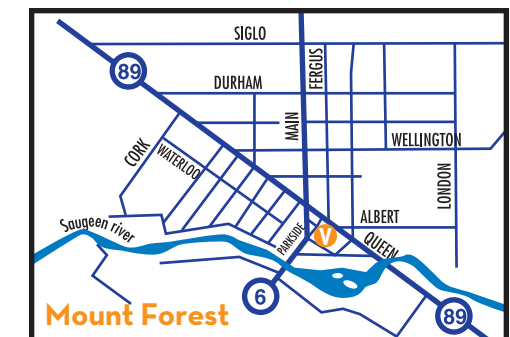 SIGLO
89
DURHAM
FERGUS
MAIN
WELLINGTON
CORK
WATERLOO
LONDON
ALBERT
Saugeen river
PARKSIDE
V
QUEEN
6
89
Mount Forest